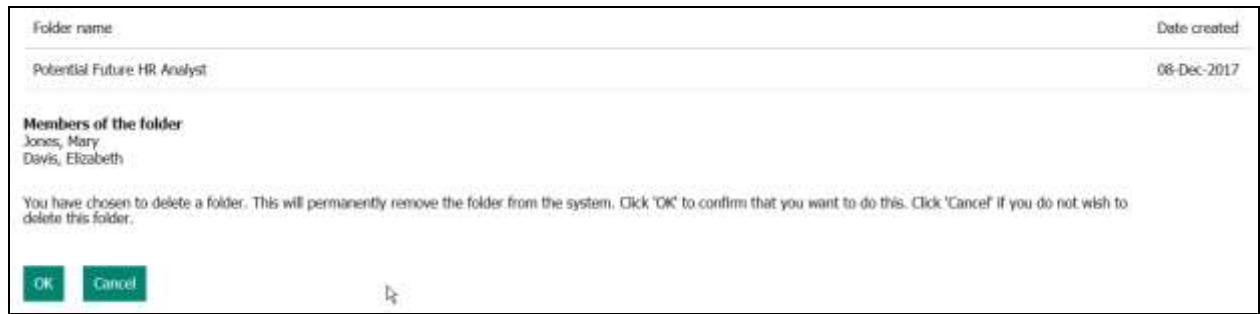 Folder name Date created
Potential Future HR Analyst 08-Dec-2017
Members of the folder
Jones, Mary
Davis, Elizabeth
You have chosen to delete a folder. This will permanently remove the folder from the system. Click 'OK' to confirm that you want to do this. Click 'Cancel' if you do not wish to
delete this folder.
OK Cancel